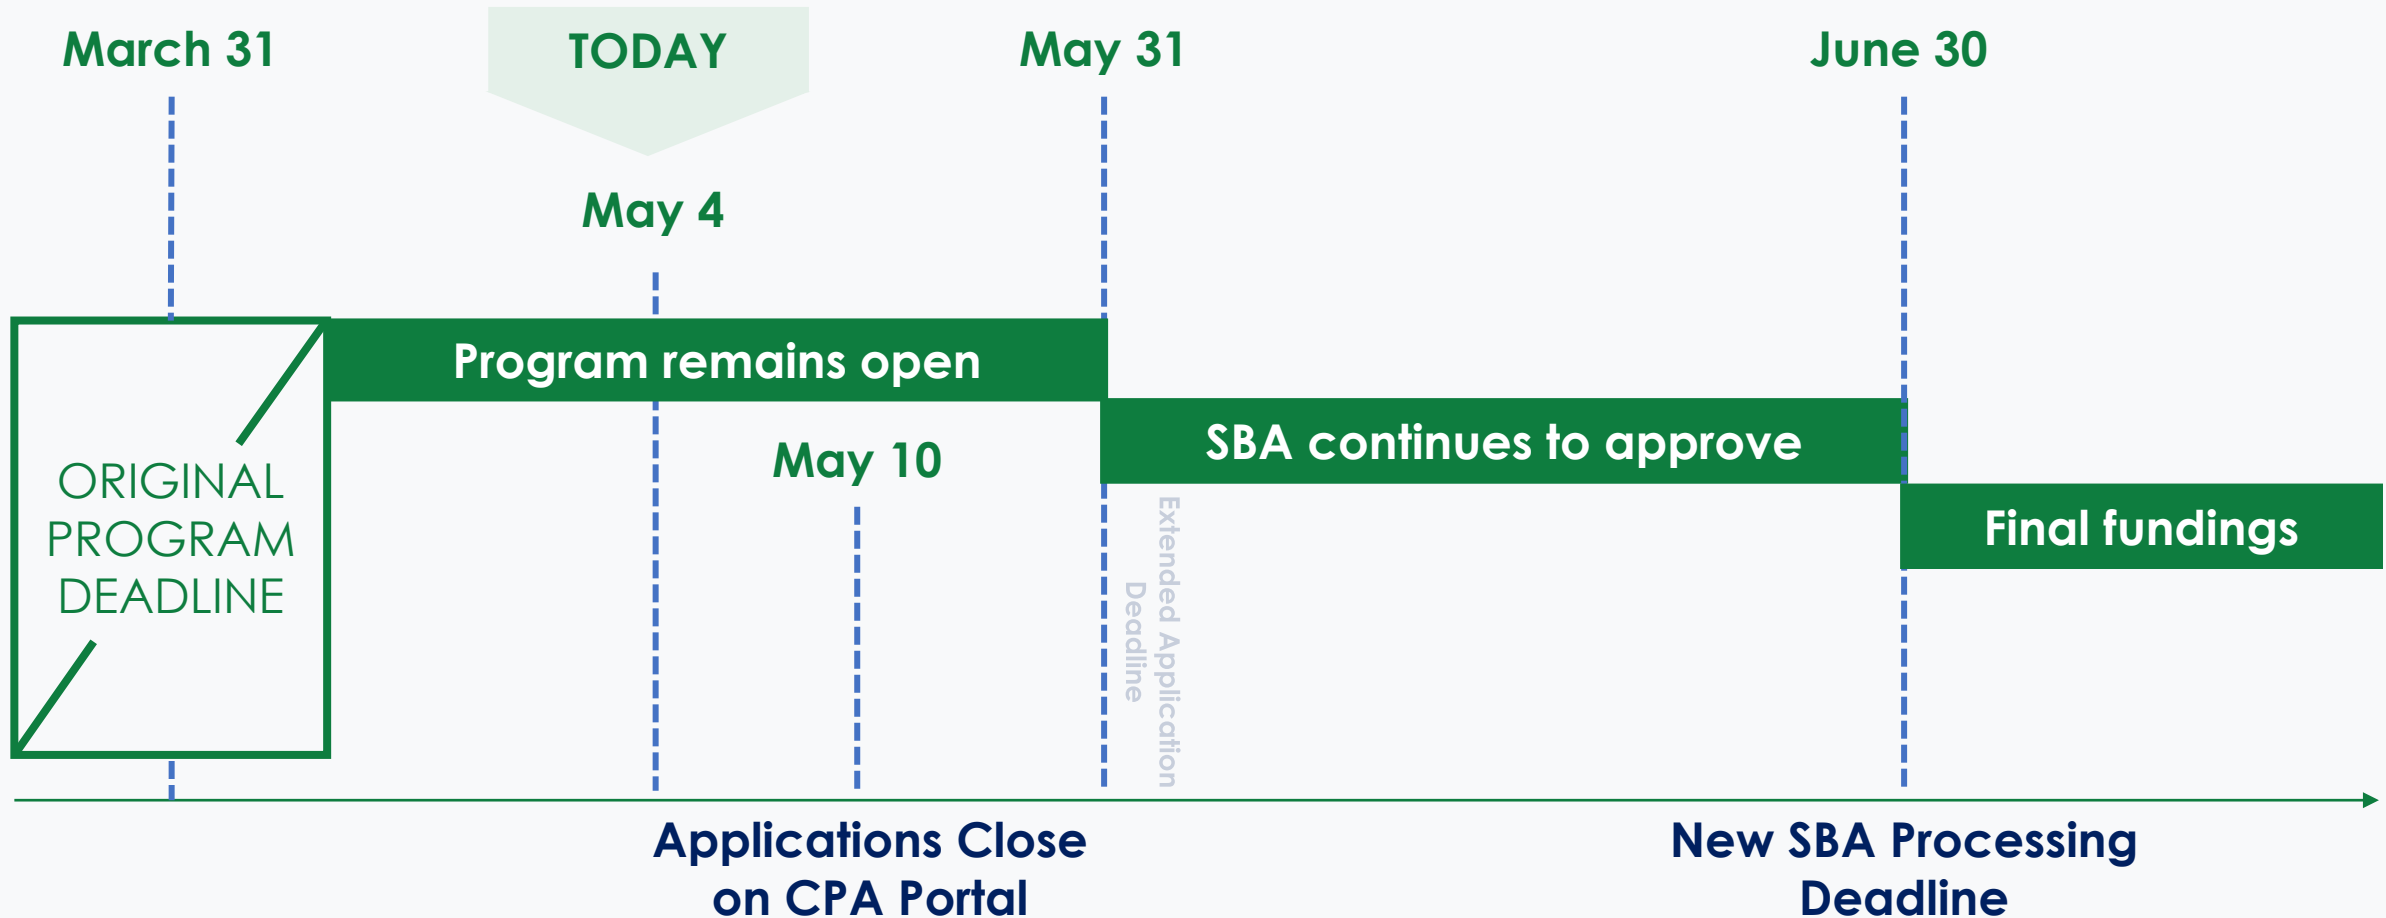 March 31
TODAY
May 31
June 30
May 4
Program remains open
May 10
SBA continues to approve
ORIGINAL
PROGRAM
DEADLINE
Final fundings
Extended Application
Deadline
Applications Close
on CPA Portal
New SBA Processing
Deadline